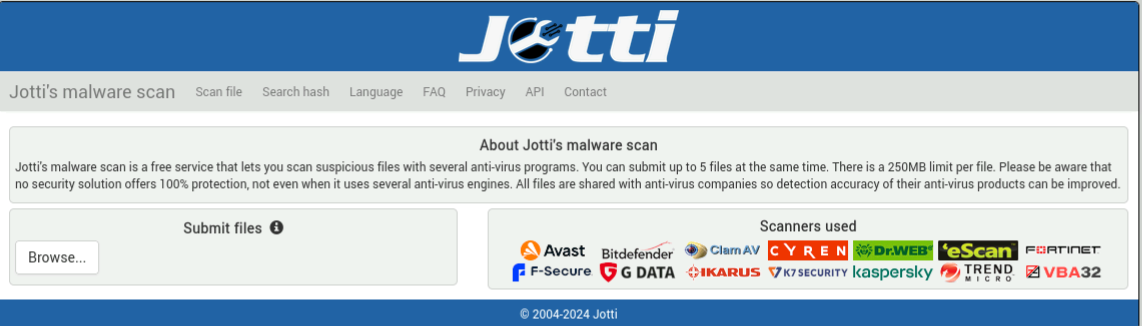 Jotti
Jotti's malware scan Scan file Search hash Language FAQ Privacy API Contact
About Jotti's malware scan
Jotti's malware scan is a free service that lets you scan suspicious files with several anti-virus programs. You can submit up to 5 files at the same time. There is a 250MB limit per file. Please be aware that
no security solution offers 100% protection, not even when it uses several anti-virus engines. All files are shared with anti-virus companies so detection accuracy of their anti-virus products can be improved.
Submit files
Browse...
Scanners used
Avast Bitdefender ClamAV CYREN Dr.WEB eScan FORTINET
F-Secure G DATA IKARUS K7 SECURITY kaspersky TREND MICRO VBA32
© 2004-2024 Jotti